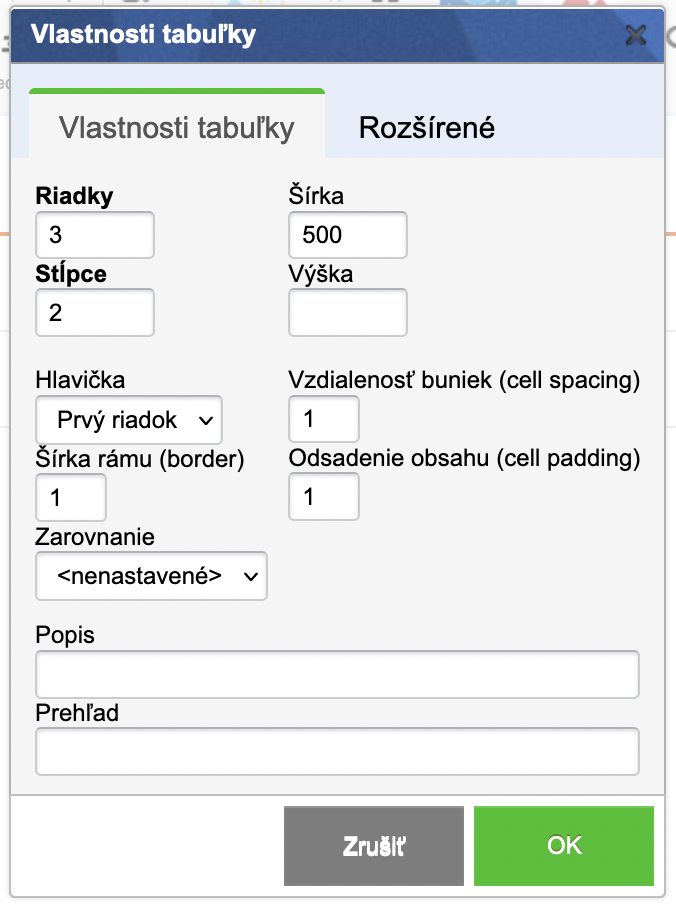 Vlastnosti tabuľky
Vlastnosti tabuľky
Rozšírené
Riadky
Šírka
3
500
Stĺpce
Výška
2
Hlavička
Vzdialenosť buniek (cell spacing)
Prvý riadok
1
Šírka rámu (border)
Odsadenie obsahu (cell padding)
1
1
Zarovnanie
<nenastavené>
Popis
Prehľad
Zrušiť
OK